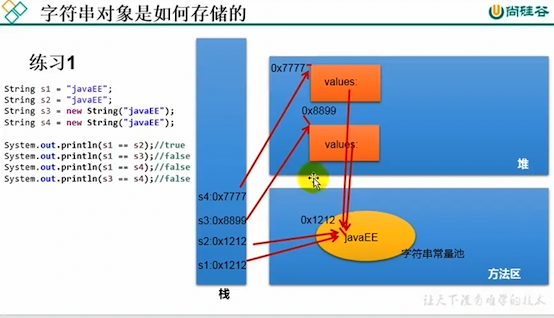 字符串对象是如何存储的
尚硅谷
练习1
String s1 = "javaEE";
String s2 = "javaEE";
String s3 = new String("javaEE");
String s4 = new String("javaEE");
System.out.println(s1 == s2);//true
System.out.println(s1 == s3);//false
System.out.println(s1 == s4);//false
System.out.println(s3 == s4);//false
s4:0x7777
s3:0x8899
s2:0x1212
s1:0x1212
栈
0x7777
values:
0x8899
values:
堆
0x1212
javaEE
字符串常量池
方法区
让天下没有难学的技术